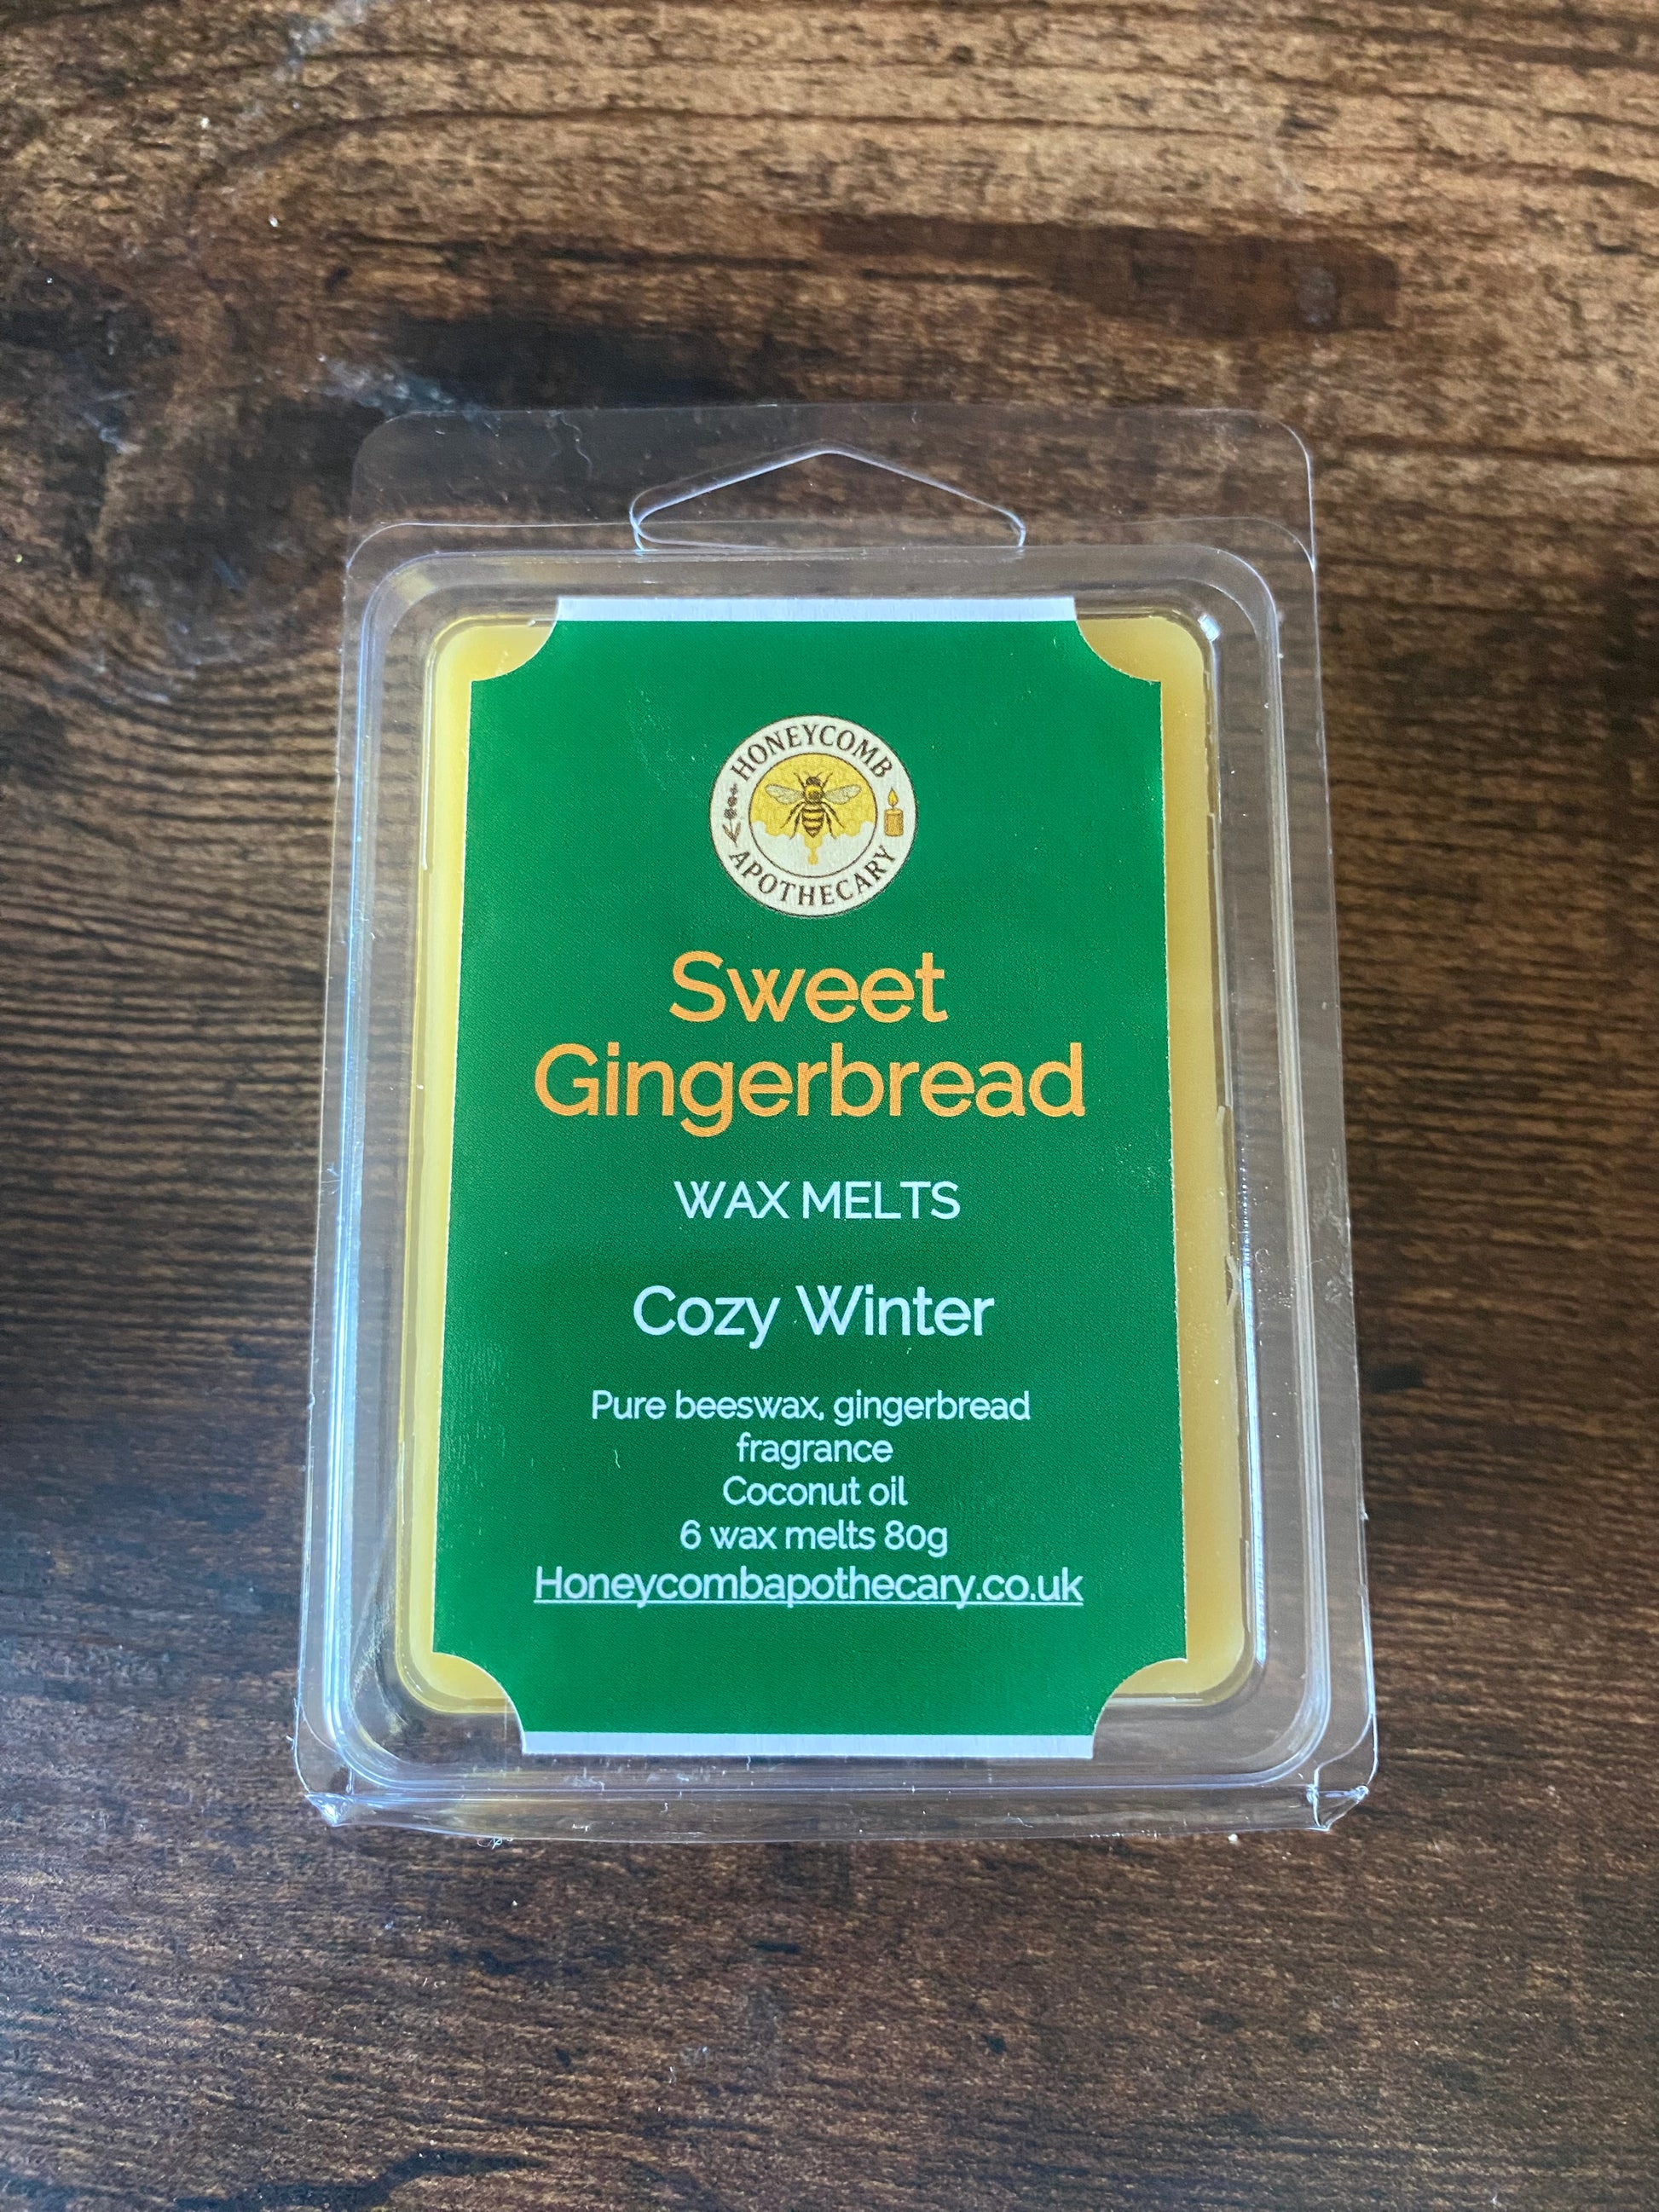 HONEYCOMB
APOTHECARY
Sweet
Gingerbread
WAX MELTS
Cozy Winter
Pure beeswax, gingerbread
fragrance
Coconut oil
6 wax melts 80g
Honeycombapothecary.co.uk